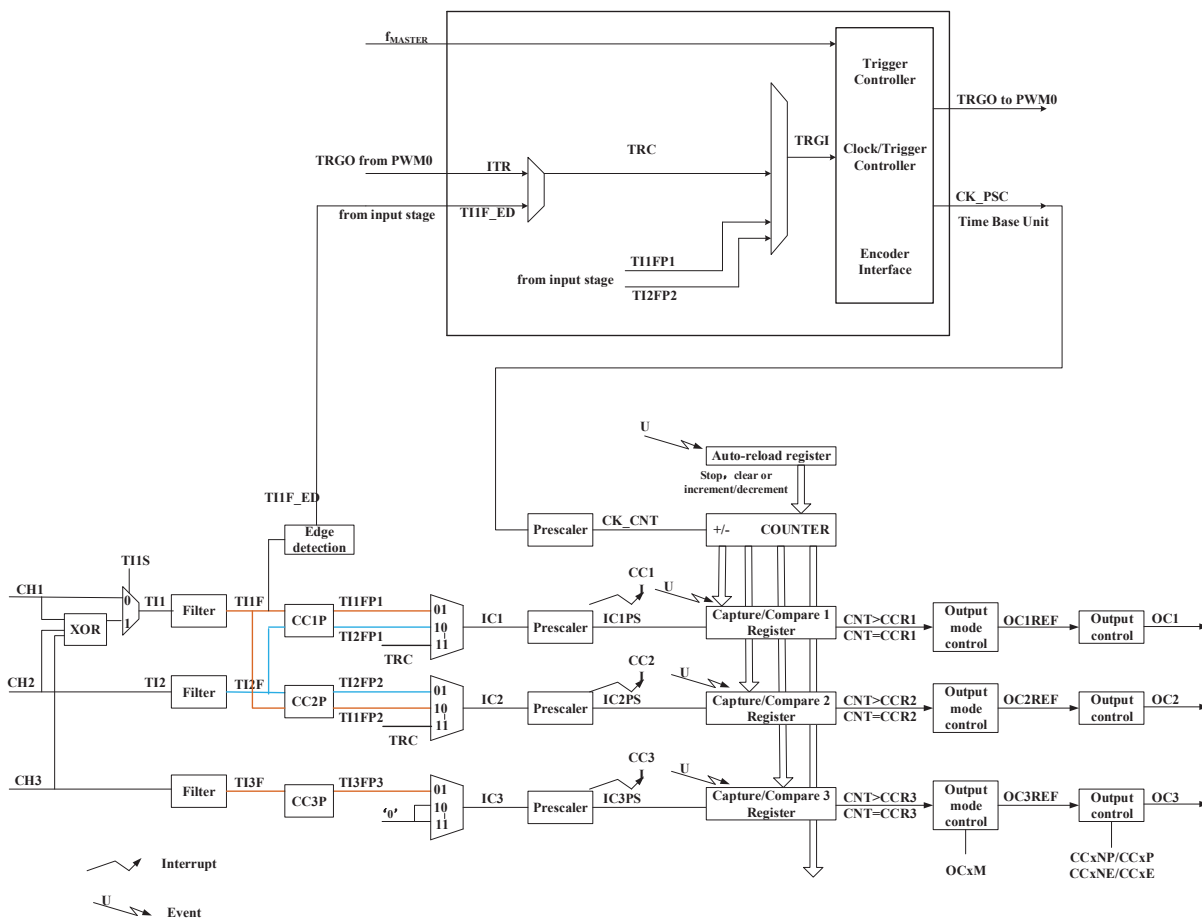 fMASTER
Trigger
Controller
TRGO to PWM0
TRGI
TRC
TRGO from PWM0
ITR
Clock/Trigger
Controller
from input stage
TI1F_ED
CK_PSC
Time Base Unit
TI1FP1
Encoder
Interface
from input stage
TI2FP2
U
Auto-reload register
Stop，clear or
increment/decrement
TI1F_ED
Edge
detection
Prescaler
CK_CNT
+/-
COUNTER
TI1S
CH1
0
1
XOR
TI1
Filter
TI1F
CC1P
TI1FP1
TI2FP1
TRC
01
10
11
IC1
Prescaler
CC1
IC1PS
U
Capture/Compare 1
Register
CNT>CCR1
CNT=CCR1
Output
mode
control
OC1REF
Output
control
OC1
CH2
TI2
Filter
TI2F
CC2P
TI2FP2
TI1FP2
TRC
01
10
11
IC2
Prescaler
CC2
IC2PS
U
Capture/Compare 2
Register
CNT>CCR2
CNT=CCR2
Output
mode
control
OC2REF
Output
control
OC2
CH3
Filter
TI3F
CC3P
TI3FP3
‘0’
01
10
11
IC3
Prescaler
CC3
IC3PS
U
Capture/Compare 3
Register
CNT>CCR3
CNT=CCR3
Output
mode
control
OC3REF
Output
control
OC3
OCxM
CCxNP/CCxP
CCxNE/CCxE
Interrupt
U
Event